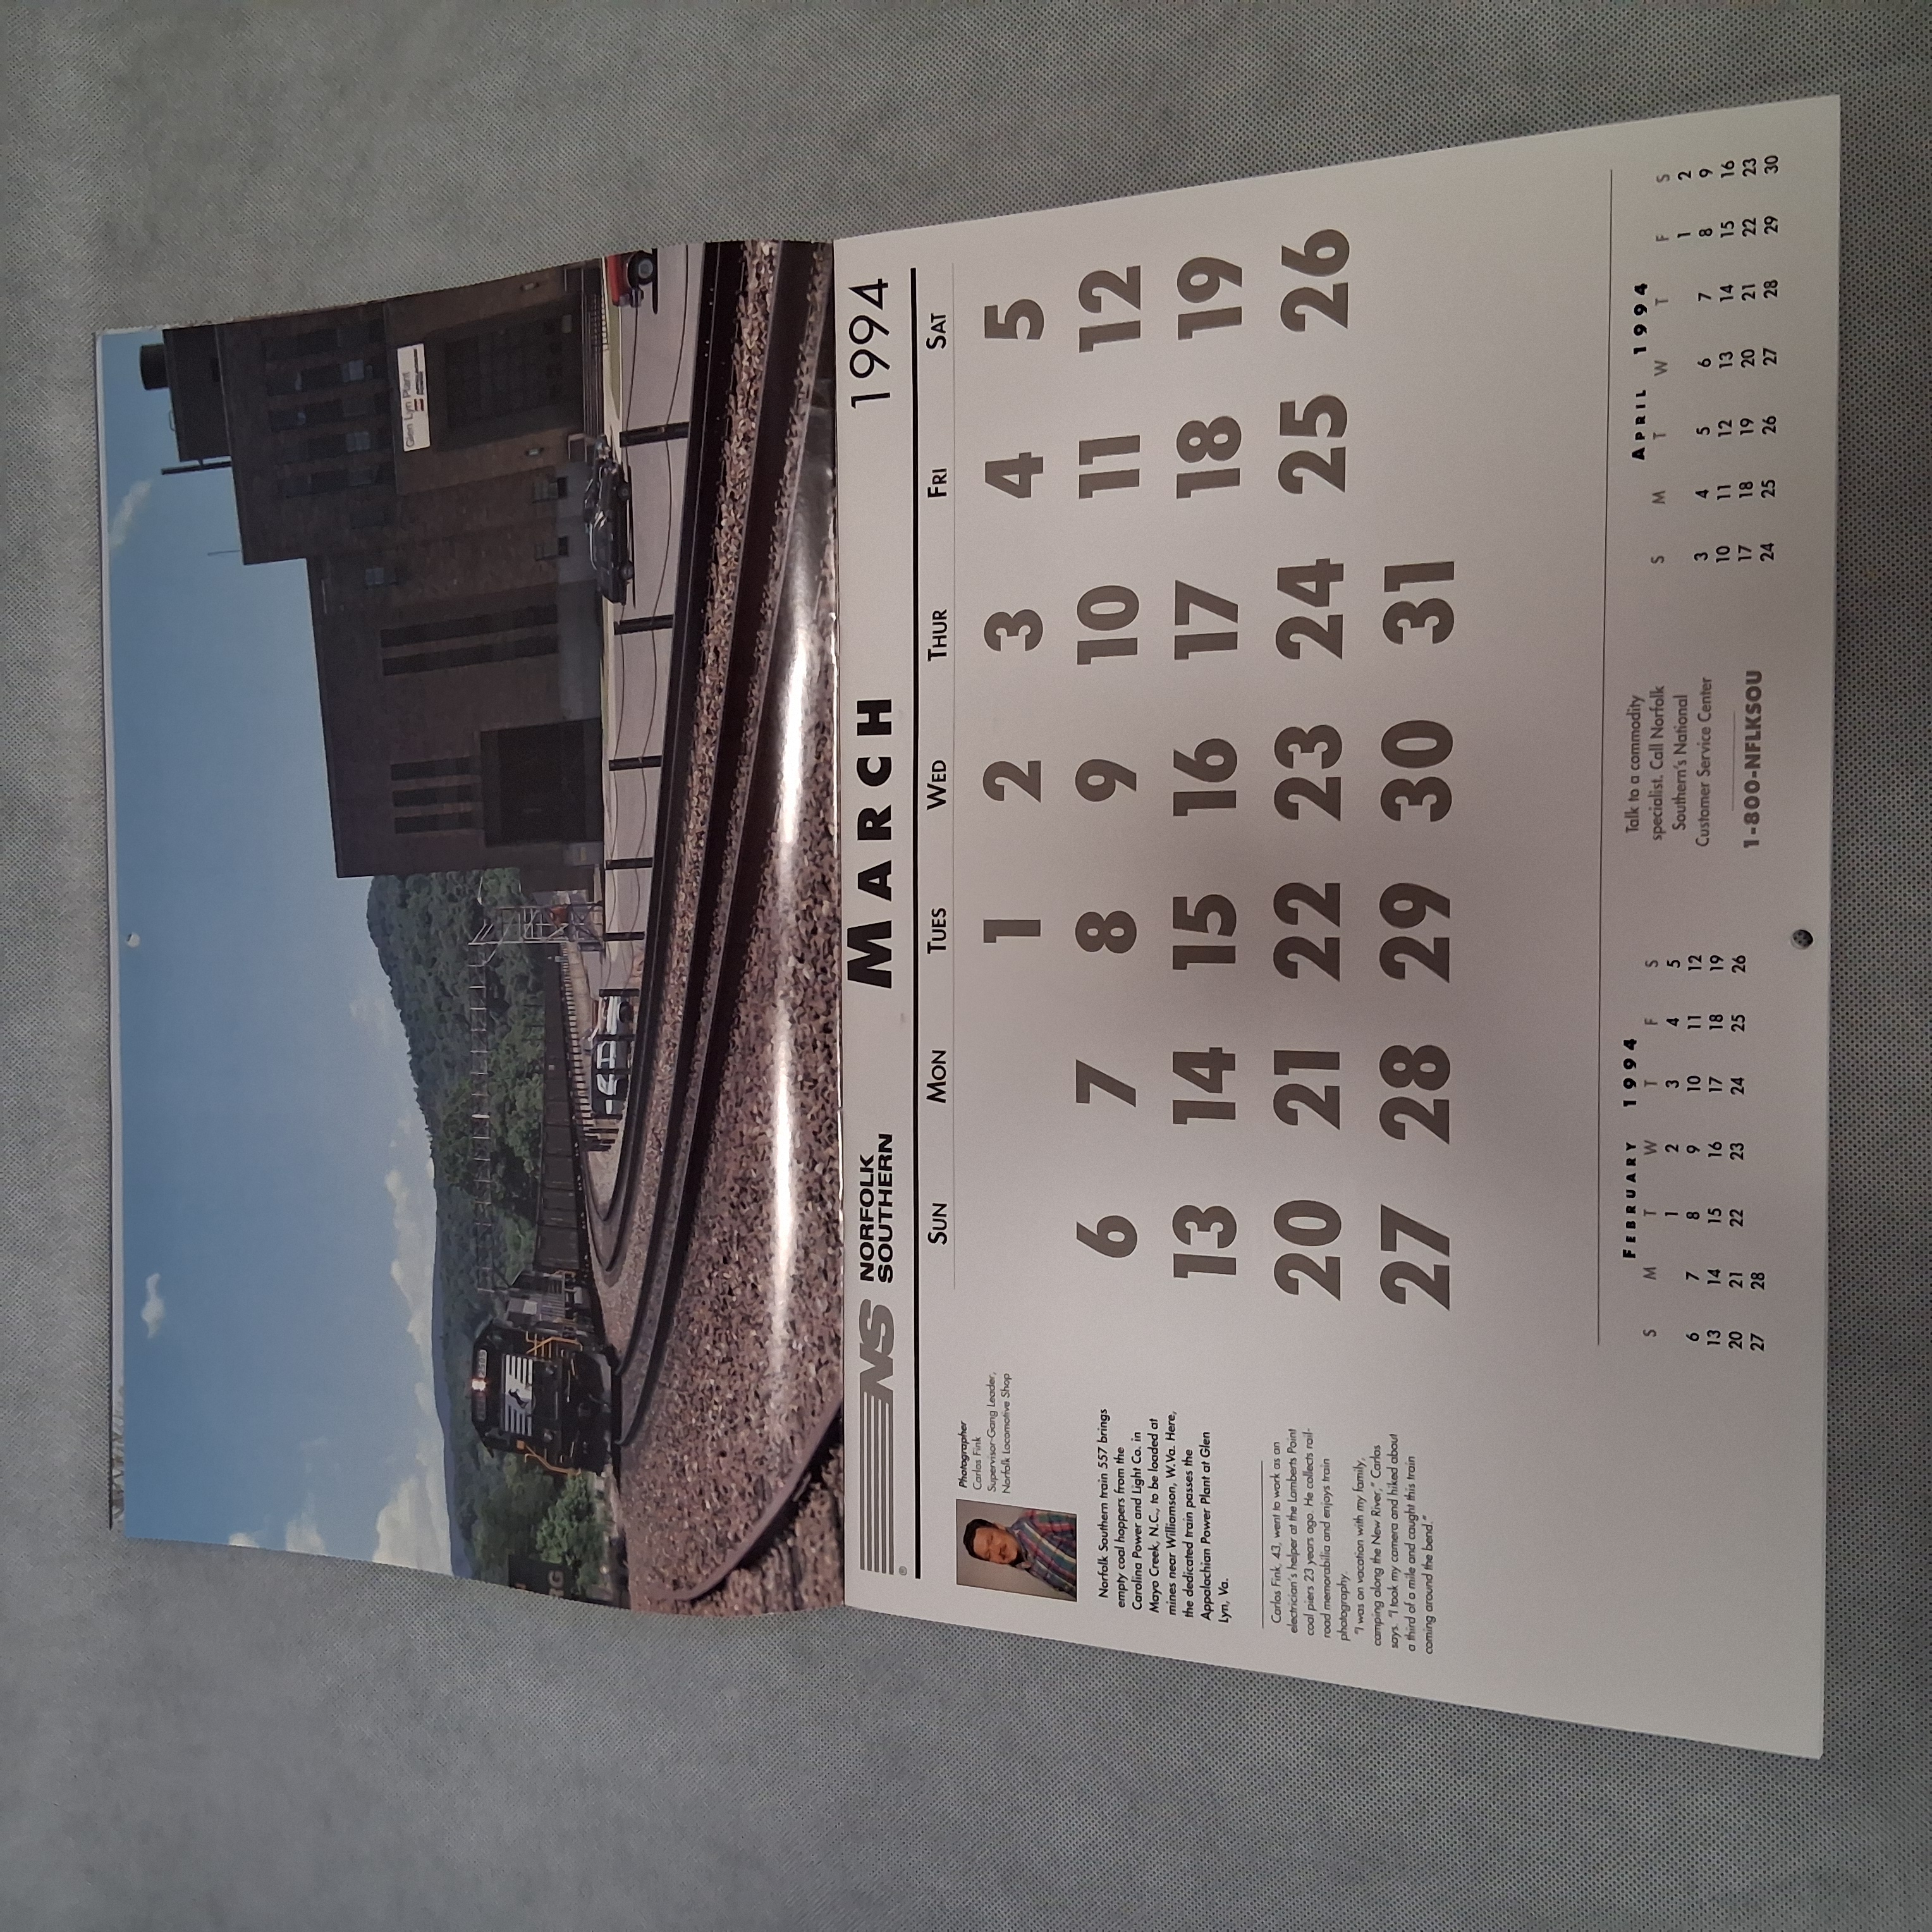 Glen Lyn Plant
NS NORFOLK
SOUTHERN
®
MARCH
1994
Photographer
Carlos Fink
Supervisor-Gang Leader,
Norfolk Locomotive Shop
Norfolk Southern train 557 brings
empty coal hoppers from the
Carolina Power and Light Co. in
Mayo Creek, N.C., to be loaded at
mines near Williamson, W.Va. Here,
the dedicated train passes the
Appalachian Power Plant at Glen
Lyn, Va.
Carlos Fink, 43, went to work as an
electrician's helper at the Lamberts Point
coal piers 23 years ago. He collects rail-
road memorabilia and enjoys train
photography.
"I was on vacation with my family,
camping along the New River," Carlos
says. "I took my camera and hiked about
a third of a mile and caught this train
coming around the bend."
SUN MON TUES WED THUR FRI SAT
1 2 3 4 5
6 7 8 9 10 11 12
13 14 15 16 17 18 19
20 21 22 23 24 25 26
27 28 29 30 31
FEBRUARY 1994
S M T W T F S
1 2 3 4 5
6 7 8 9 10 11 12
13 14 15 16 17 18 19
20 21 22 23 24 25 26
27 28
Talk to a commodity
specialist. Call Norfolk
Southern's National
Customer Service Center
1-800-NFLKSOU
APRIL 1994
S M T W T F S
1 2
3 4 5 6 7 8 9
10 11 12 13 14 15 16
17 18 19 20 21 22 23
24 25 26 27 28 29 30